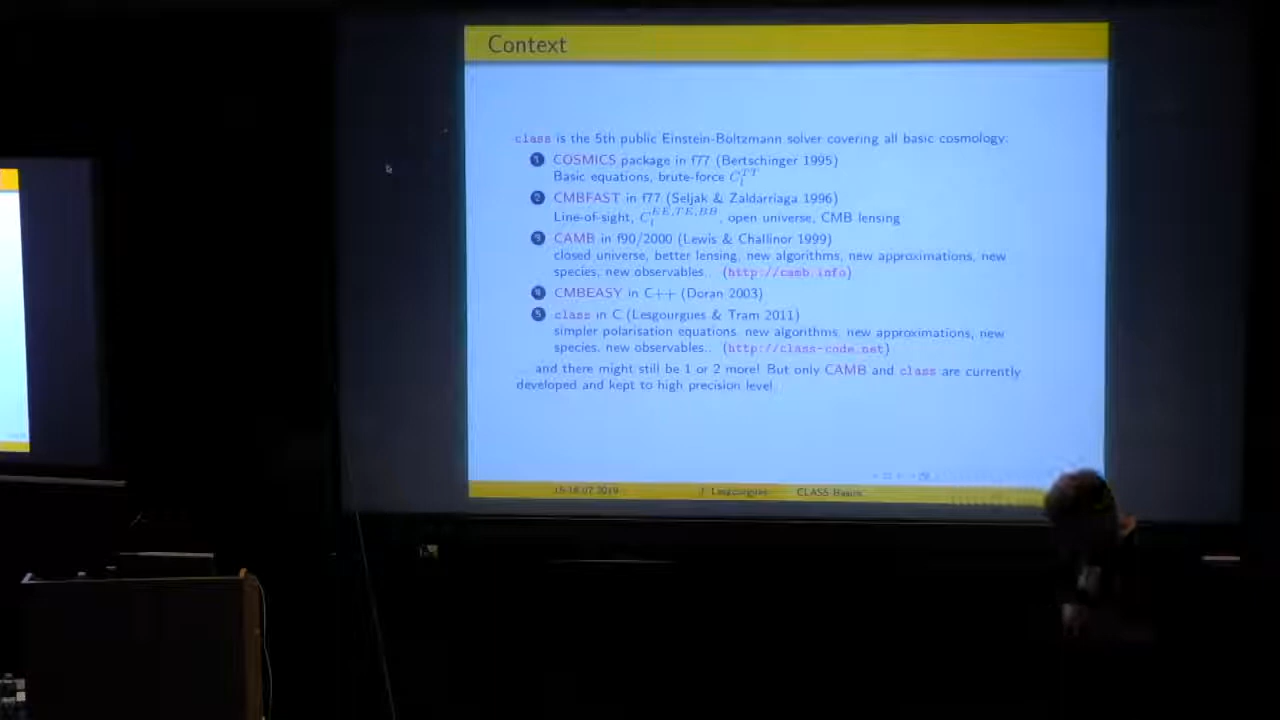 Context
class is the 5th public Einstein-Boltzmann solver covering all basic cosmology:
1 COSMICS package in f77 (Bertschinger 1995)
Basic equations, brute-force C_l^{TT}
2 CMBFAST in f77 (Seljak & Zaldarriaga 1996)
Line-of-sight, C_l^{EE,TE,BB}, open universe, CMB lensing
3 CAMB in f90/2000 (Lewis & Challinor 1999)
closed universe, better lensing, new algorithms, new approximations, new
species, new observables... (http://camb.info)
4 CMBEASY in C++ (Doran 2003)
5 class in C (Lesgourgues & Tram 2011)
simpler polarisation equations, new algorithms, new approximations, new
species, new observables... (http://class-code.net)
... and there might still be 1 or 2 more! But only CAMB and class are currently
developed and kept to high precision level
15-16.07.2019 J. Lesgourgues CLASS Basics